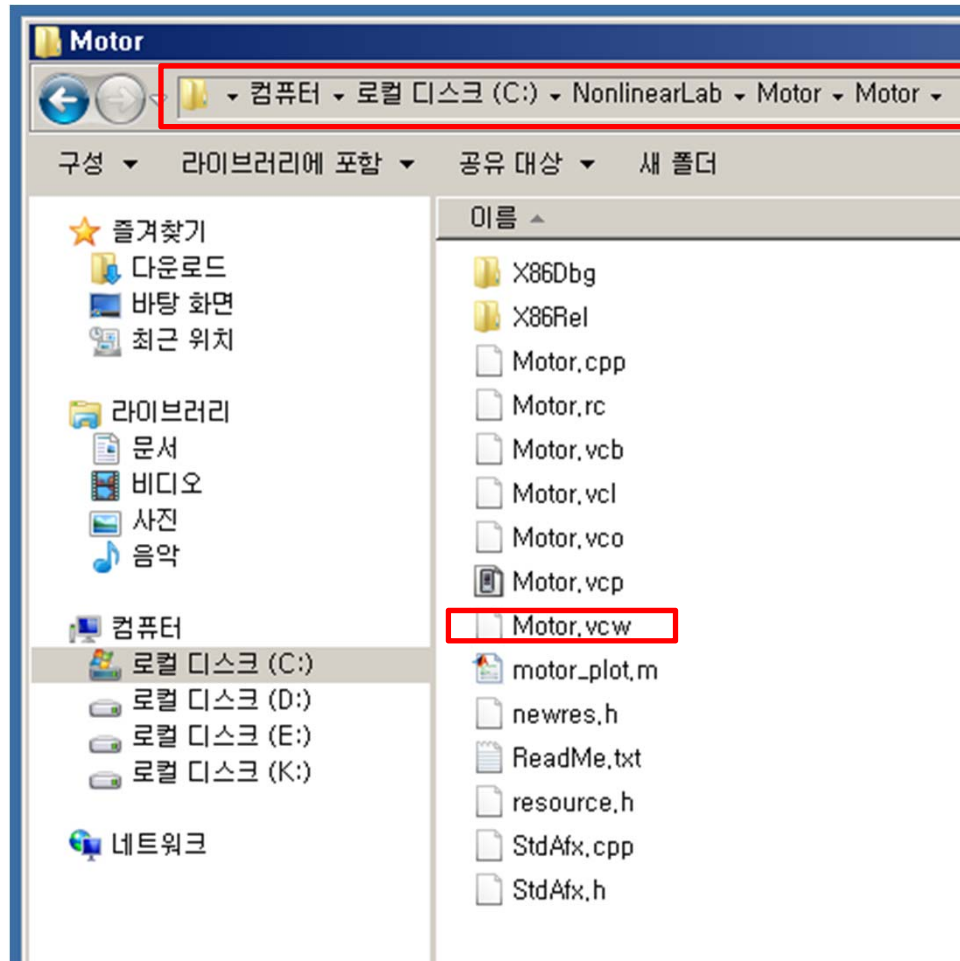 Motor
컴퓨터 로컬 디스크 (C:) NonlinearLab Motor Motor
구성 라이브러리에 포함 공유 대상 새 폴더
즐겨찾기
다운로드
바탕 화면
최근 위치
라이브러리
문서
비디오
사진
음악
컴퓨터
로컬 디스크 (C:)
로컬 디스크 (D:)
로컬 디스크 (E:)
로컬 디스크 (K:)
네트워크
이름
X86Dbg
X86Rel
Motor.cpp
Motor.rc
Motor.vcb
Motor.vcl
Motor.vco
Motor.vcp
Motor.vcw
motor_plot.m
newres.h
ReadMe.txt
resource.h
StdAfx.cpp
StdAfx.h